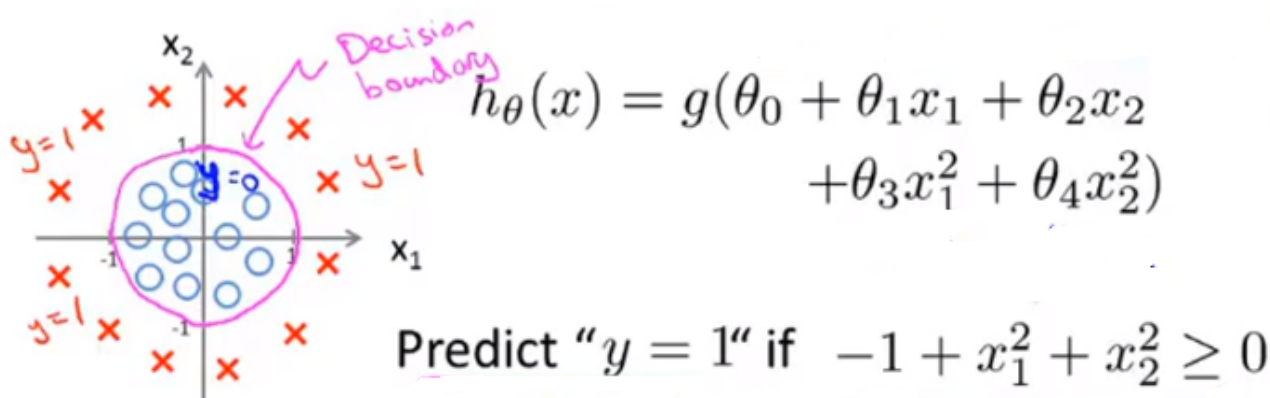 x₂
Decision
boundary
h_θ(x) = g(θ₀ + θ₁x₁ + θ₂x₂
+θ₃x₁² + θ₄x₂²)
y=1
1
y=0
y=1
-1
1
x₁
y=1
-1
Predict “y = 1“ if −1 + x₁² + x₂² ≥ 0